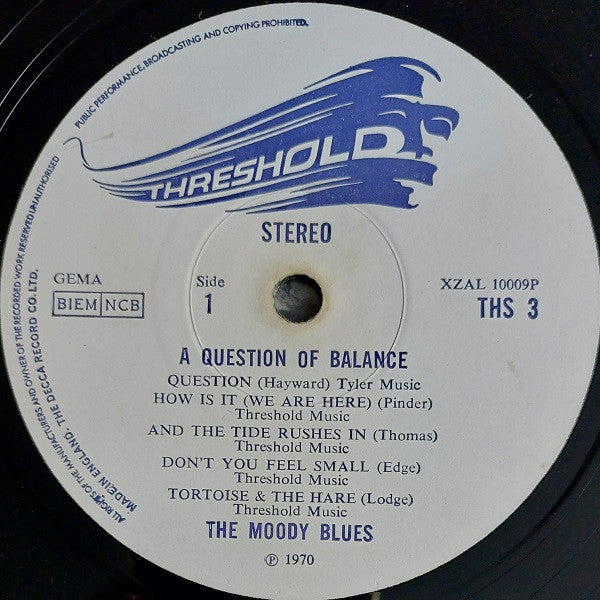 PUBLIC PERFORMANCE, BROADCASTING AND COPYING PROHIBITED.
ALL RIGHTS OF THE MANUFACTURERS AND OWNER OF THE RECORDED WORK RESERVED UNAUTHORISED
MADE IN ENGLAND. THE DECCA RECORD CO. LTD.
THRESHOLD
STEREO
GEMA
BIEM NCB
Side
1
XZAL 10009P
THS 3
A QUESTION OF BALANCE
QUESTION (Hayward) Tyler Music
HOW IS IT (WE ARE HERE) (Pinder)
Threshold Music
AND THE TIDE RUSHES IN (Thomas)
Threshold Music
DON'T YOU FEEL SMALL (Edge)
Threshold Music
TORTOISE & THE HARE (Lodge)
Threshold Music
THE MOODY BLUES
℗ 1970